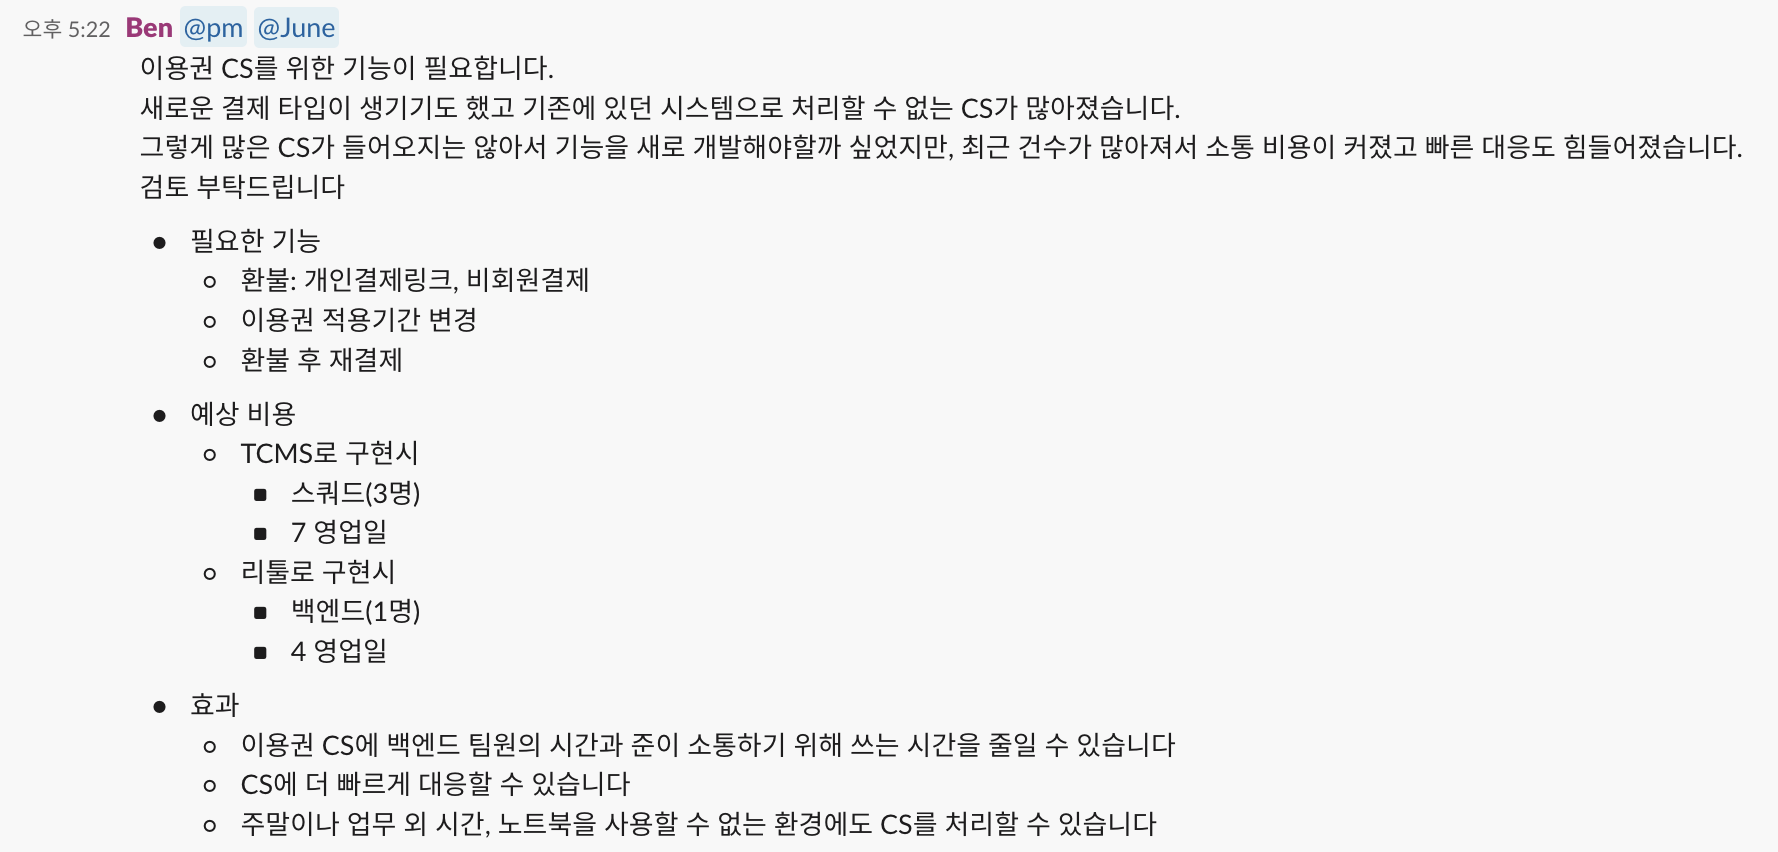 오후 5:22 Ben @pm @June
이용권 CS를 위한 기능이 필요합니다.
새로운 결제 타입이 생기기도 했고 기존에 있던 시스템으로 처리할 수 없는 CS가 많아졌습니다.
그렇게 많은 CS가 들어오지는 않아서 기능을 새로 개발해야할까 싶었지만, 최근 건수가 많아져서 소통 비용이 커졌고 빠른 대응도 힘들어졌습니다.
검토 부탁드립니다
● 필요한 기능
○ 환불: 개인결제링크, 비회원결제
○ 이용권 적용기간 변경
○ 환불 후 재결제
● 예상 비용
○ TCMS로 구현시
■ 스쿼드(3명)
■ 7 영업일
○ 리툴로 구현시
■ 백엔드(1명)
■ 4 영업일
● 효과
○ 이용권 CS에 백엔드 팀원의 시간과 준이 소통하기 위해 쓰는 시간을 줄일 수 있습니다
○ CS에 더 빠르게 대응할 수 있습니다
○ 주말이나 업무 외 시간, 노트북을 사용할 수 없는 환경에도 CS를 처리할 수 있습니다